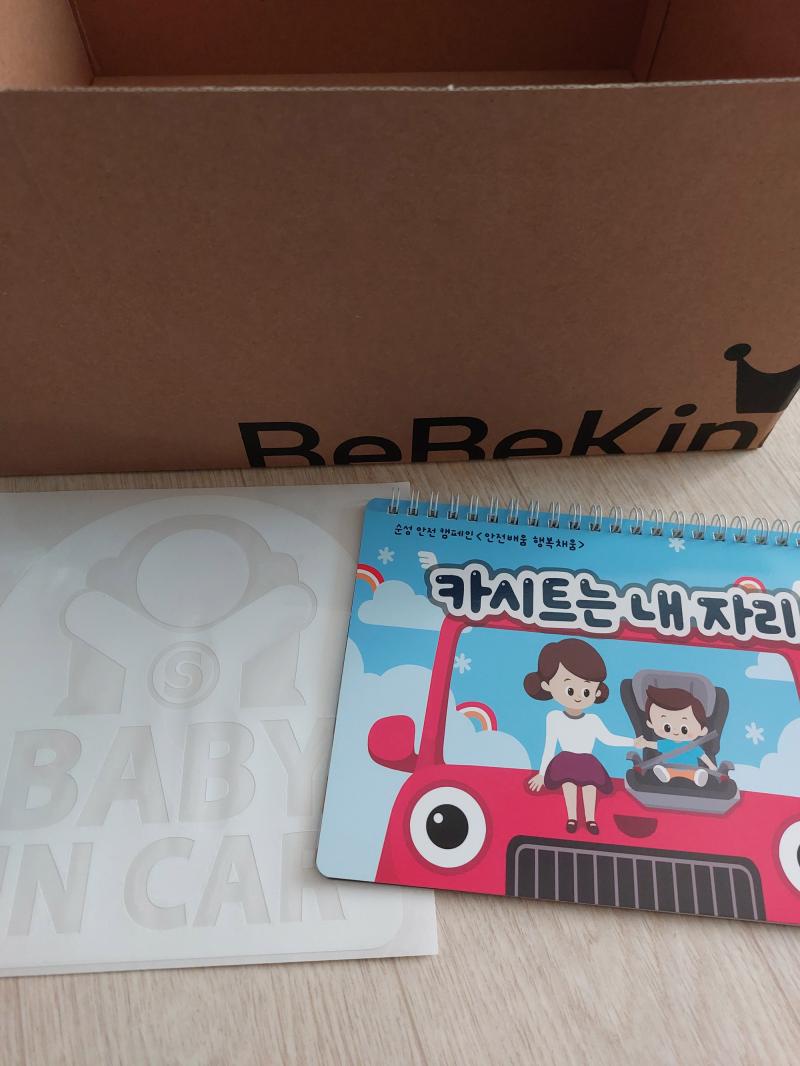 BeBeKin
순성 안전 캠페인 <안전배움 행복채움>
카시트는 내 자리
S
BABY
IN CAR